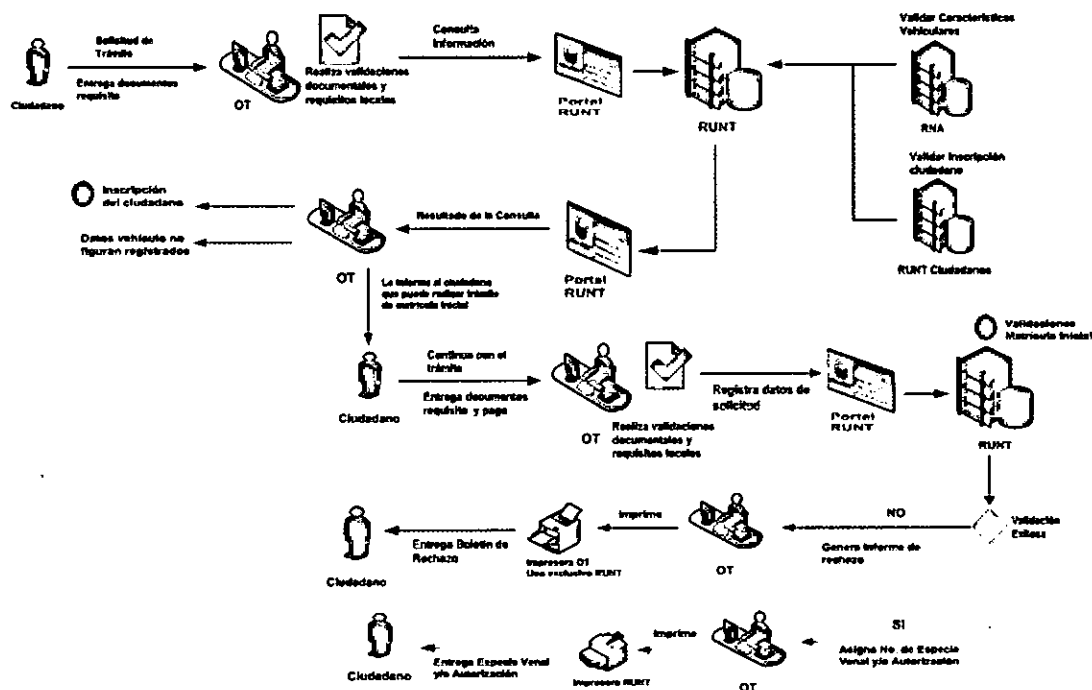 Solicitud de
Trámite
Entrega documentos
requisito
Ciudadano
OT
Realiza validaciones
documentales y
requisitos locales
Consulta
Información
Portal
RUNT
RUNT
Validar Características
Vehiculares
RNA
Validar Inscripción
ciudadano
RUNT Ciudadanos
Inscripción
del ciudadano
Datos vehículo no
figuran registrados
OT
Resultado de la Consulta
Portal
RUNT
Le informa al ciudadano
que puede realizar trámite
de matrícula inicial
Ciudadano
Continua con el
trámite
Entrega documentos
requisito y pago
OT
Realiza validaciones
documentales y
requisitos locales
Registra datos de
solicitud
Portal
RUNT
Validaciones
Matrícula Inicial
RUNT
Validación
Exitosa
NO
Genera Informe de
rechazo
OT
Imprime
Impresora OT
Uso exclusivo RUNT
Entrega Boletín de
Rechazo
Ciudadano
SI
Asigna No. de Especie
Venal y/o Autorización
OT
Imprime
Impresora RUNT
Entrega Especie Venal
y/o Autorización
Ciudadano